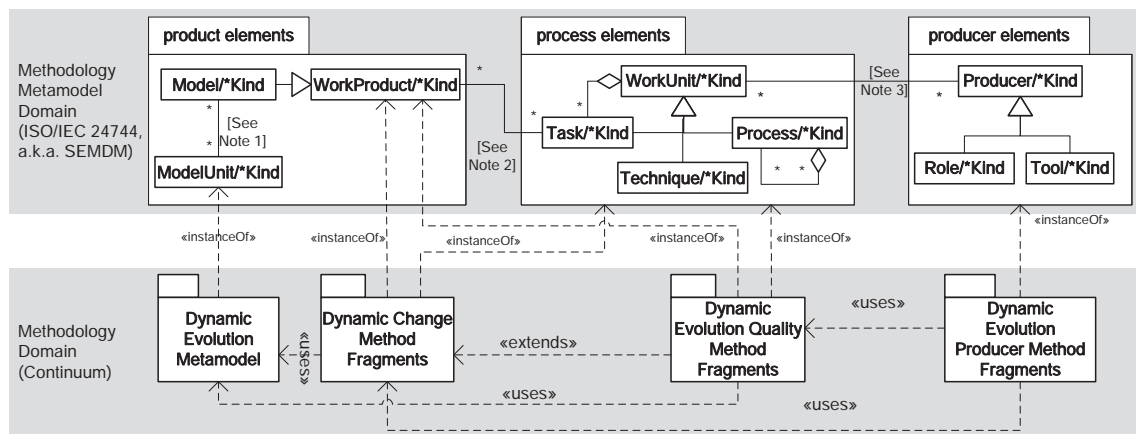 product elements
process elements
producer elements
Methodology
Metamodel
Domain
(ISO/IEC 24744,
a.k.a. SEMDM)
Model/*Kind
WorkProduct/*Kind
*
*
[See
Note 1]
*
ModelUnit/*Kind
[See
Note 2]
*
WorkUnit/*Kind
*
*
Task/*Kind
*
Process/*Kind
*
*
Technique/*Kind
[See
Note 3]
*
Producer/*Kind
Role/*Kind
Tool/*Kind
«instanceOf»
«instanceOf»
«instanceOf»
«instanceOf»
«instanceOf»
«instanceOf»
Methodology
Domain
(Continuum)
Dynamic
Evolution
Metamodel
«uses»
Dynamic Change
Method
Fragments
«extends»
Dynamic
Evolution Quality
Method
Fragments
«uses»
Dynamic
Evolution
Producer Method
Fragments
«uses»
«uses»